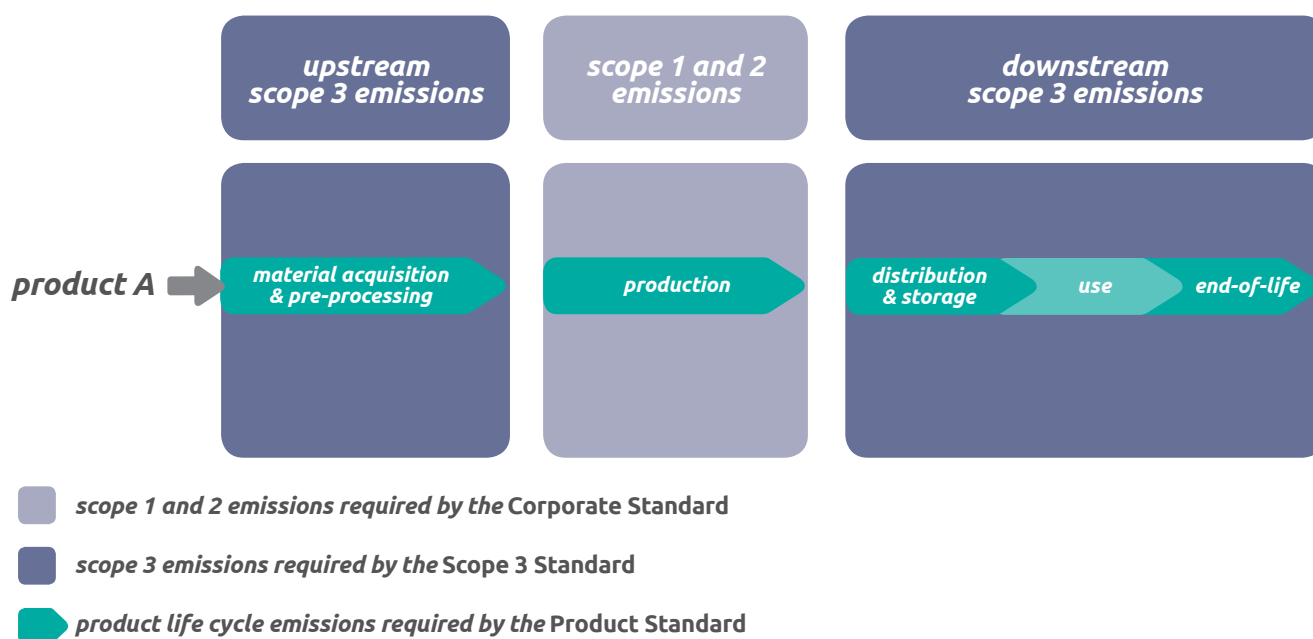 upstream
scope 3 emissions
scope 1 and 2
emissions
downstream
scope 3 emissions
product A
material acquisition
& pre-processing
production
distribution
& storage
use
end-of-life
scope 1 and 2 emissions required by the Corporate Standard
scope 3 emissions required by the Scope 3 Standard
product life cycle emissions required by the Product Standard